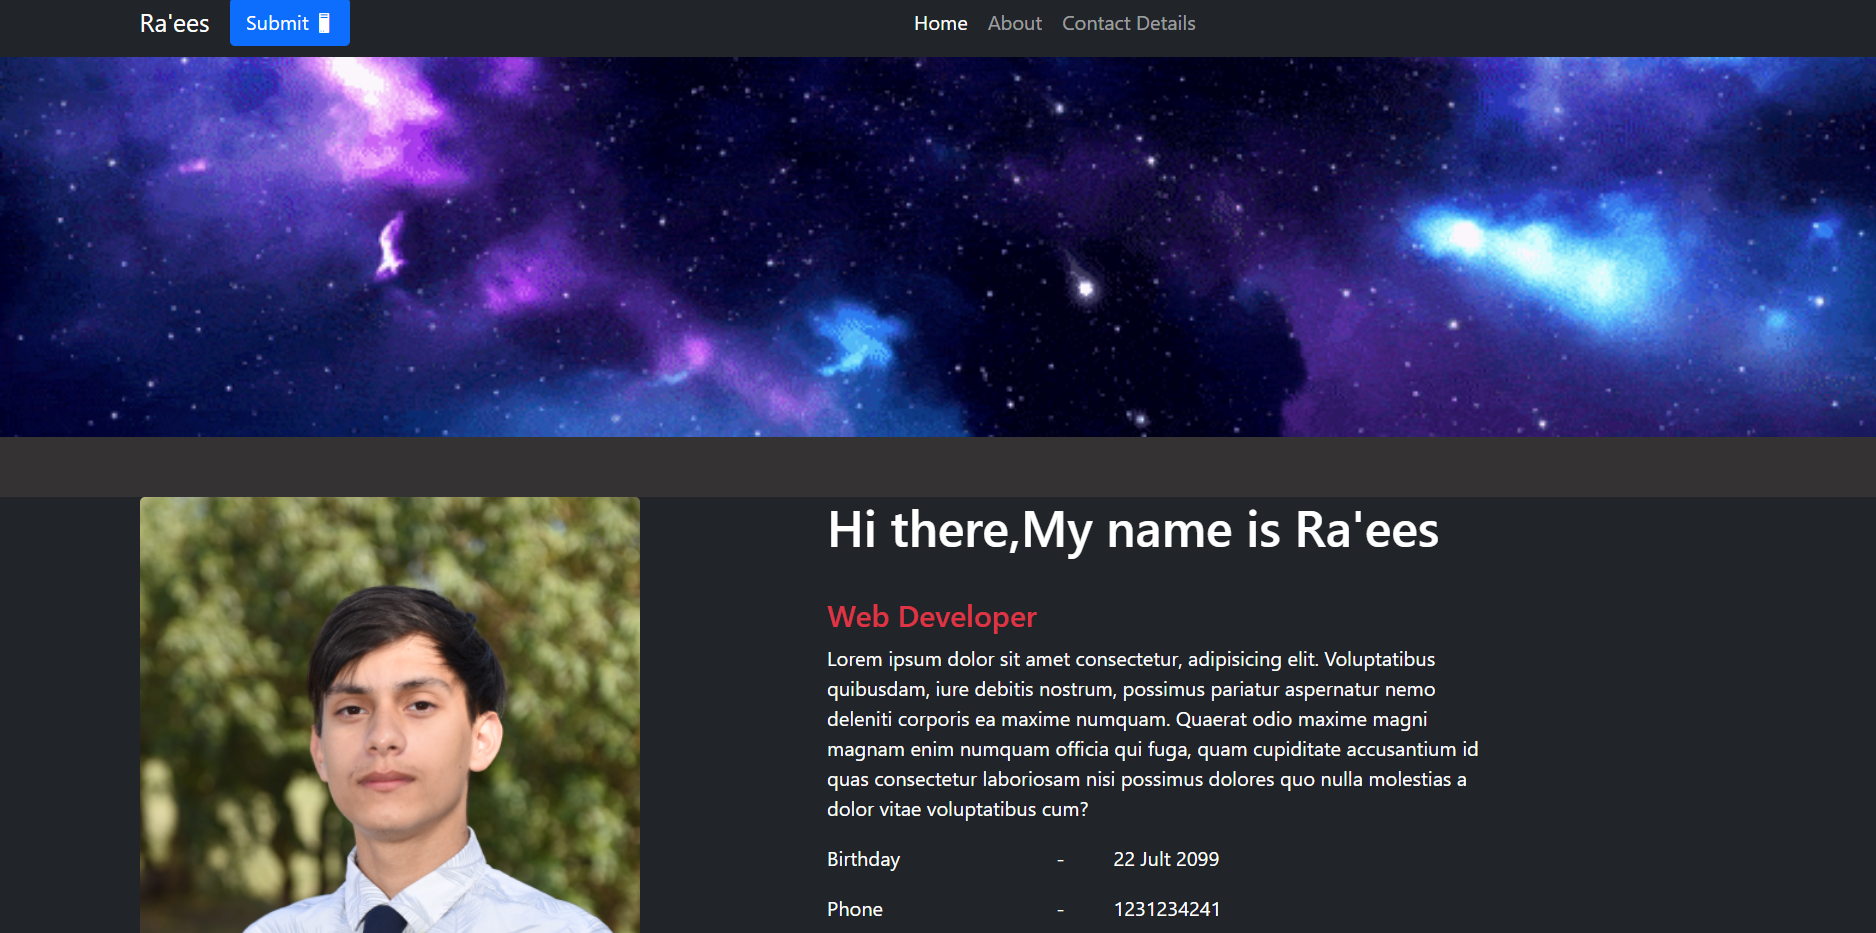 Ra'ees Submit Home About Contact Details
Hi there,My name is Ra'ees
Web Developer
Lorem ipsum dolor sit amet consectetur, adipisicing elit. Voluptatibus
quibusdam, iure debitis nostrum, possimus pariatur aspernatur nemo
deleniti corporis ea maxime numquam. Quaerat odio maxime magni
magnam enim numquam officia qui fuga, quam cupiditate accusantium id
quas consectetur laboriosam nisi possimus dolores quo nulla molestias a
dolor vitae voluptatibus cum?
Birthday - 22 Jult 2099
Phone - 1231234241